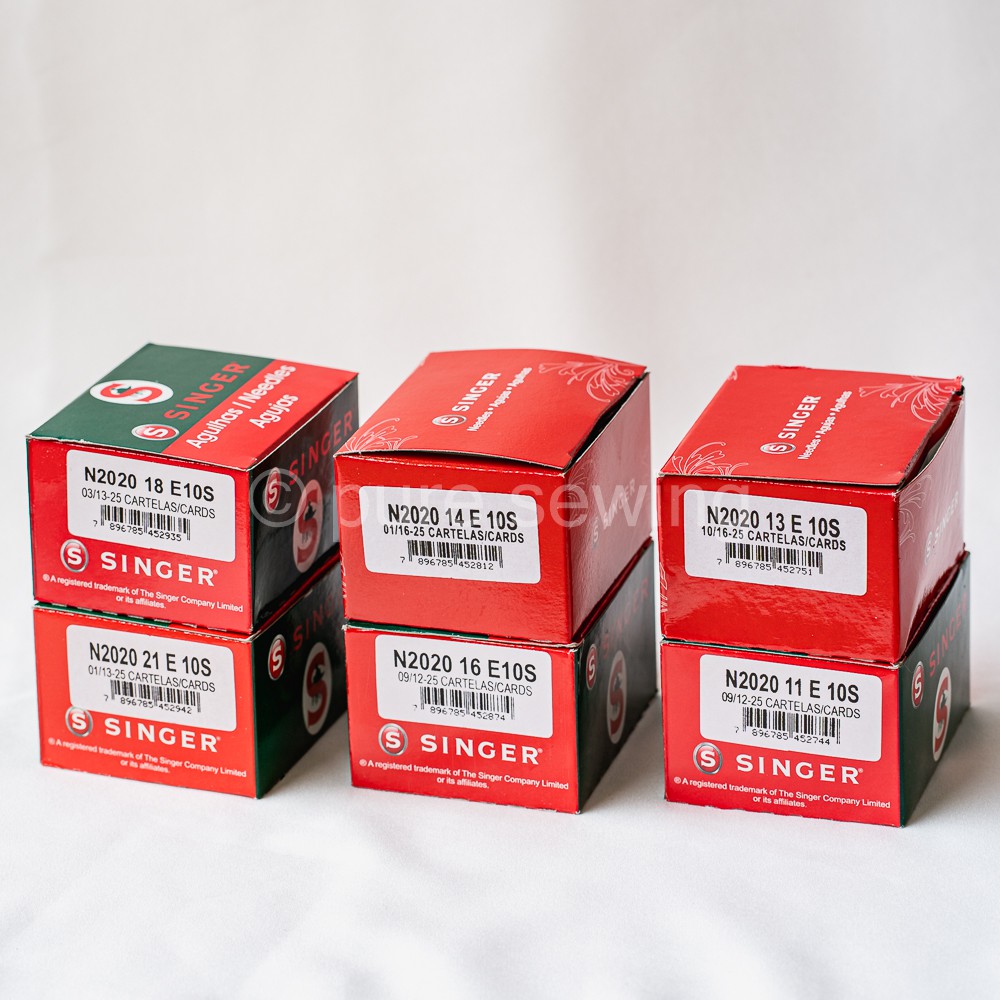 S
SINGER
S
Agulhas / Needles
Agujas
N2020 18 E10S
03/13-25 CARTELAS/CARDS
7 896785 452935
S SINGER®
® A registered trademark of The Singer Company Limited
or its affiliates.
S SINGER
S
N2020 21 E 10S
01/13-25 CARTELAS/CARDS
7 896785 452942
S SINGER®
® A registered trademark of The Singer Company Limited
or its affiliates.
S SINGER
S
S SINGER
Needles • Agujas • Agulhas
N2020 14 E 10S
01/16-25 CARTELAS/CARDS
7 896785 452812
S SINGER
N2020 16 E10S
09/12-25 CARTELAS/CARDS
7 896785 452874
S SINGER®
® A registered trademark of The Singer Company Limited
or its affiliates.
S SINGER
S
S SINGER
Needles • Agujas • Agulhas
N2020 13 E 10S
10/16-25 CARTELAS/CARDS
7 896785 452751
S SINGER
N2020 11 E 10S
09/12-25 CARTELAS/CARDS
7 896785 452744
S SINGER®
® A registered trademark of The Singer Company Limited
or its affiliates.
S SINGER
S
© pure sewing